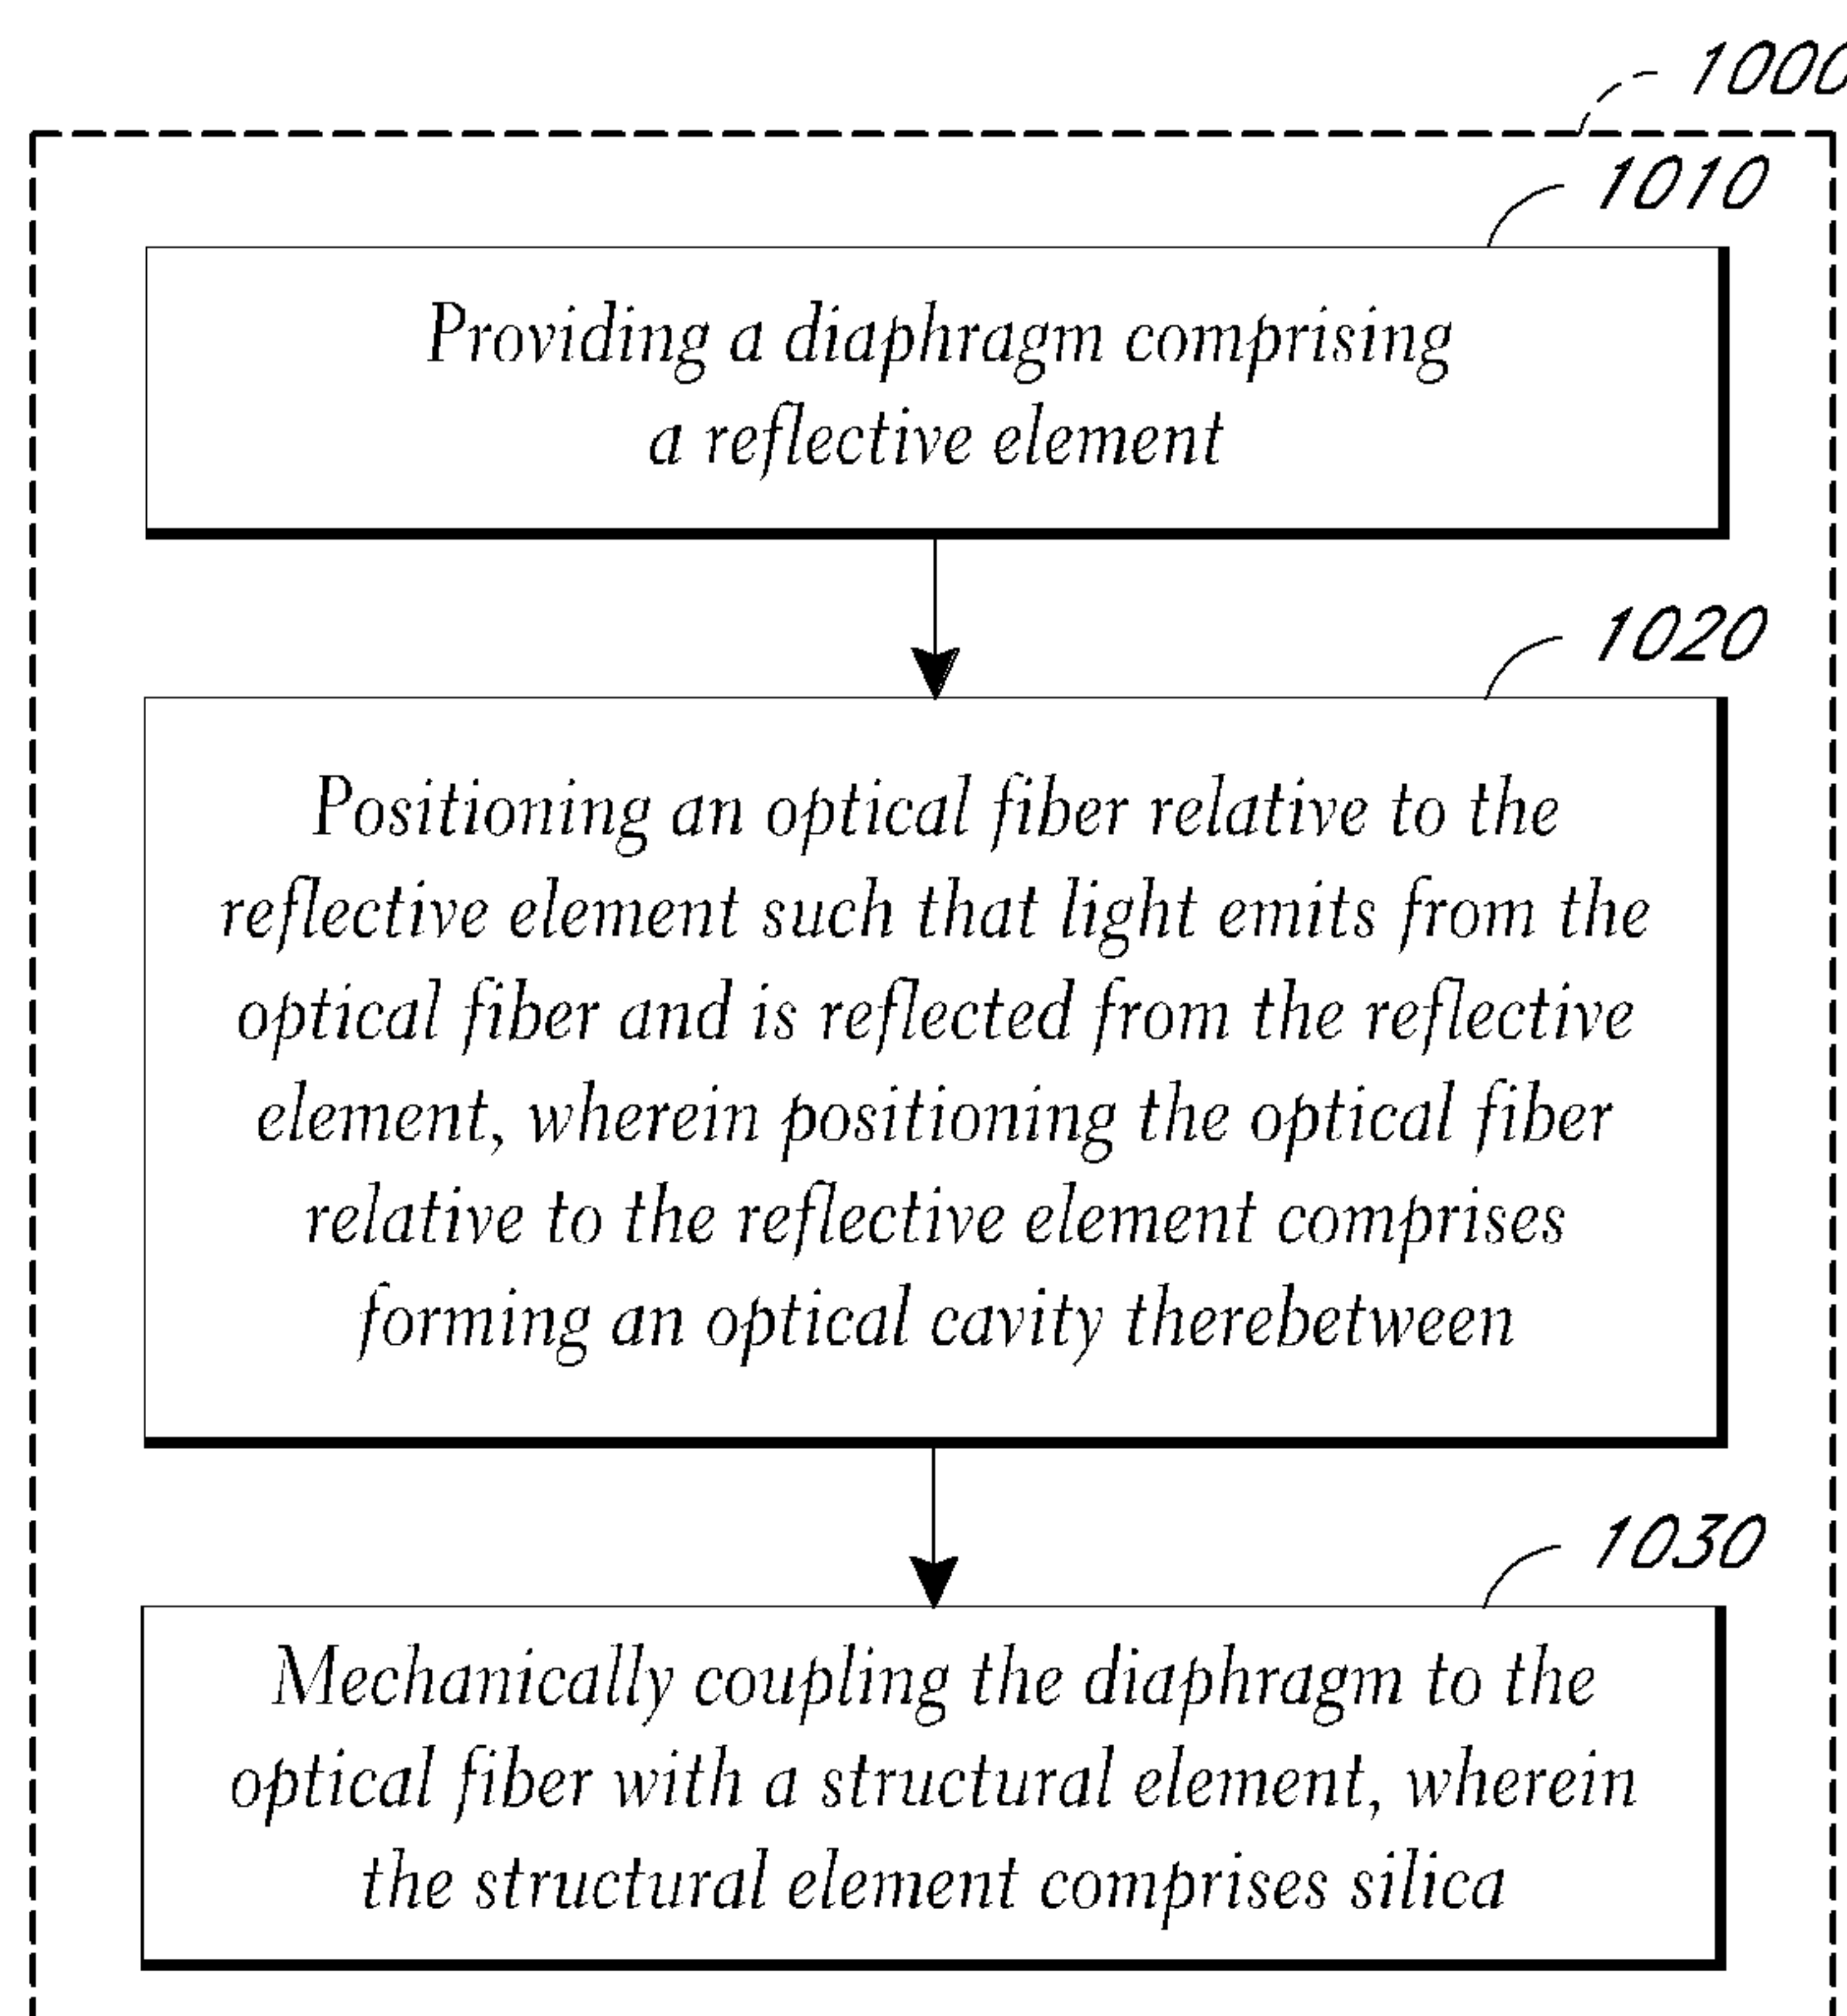 1000
1010
Providing a diaphragm comprising
a reflective element
1020
Positioning an optical fiber relative to the
reflective element such that light emits from the
optical fiber and is reflected from the reflective
element, wherein positioning the optical fiber
relative to the reflective element comprises
forming an optical cavity therebetween
1030
Mechanically coupling the diaphragm to the
optical fiber with a structural element, wherein
the structural element comprises silica